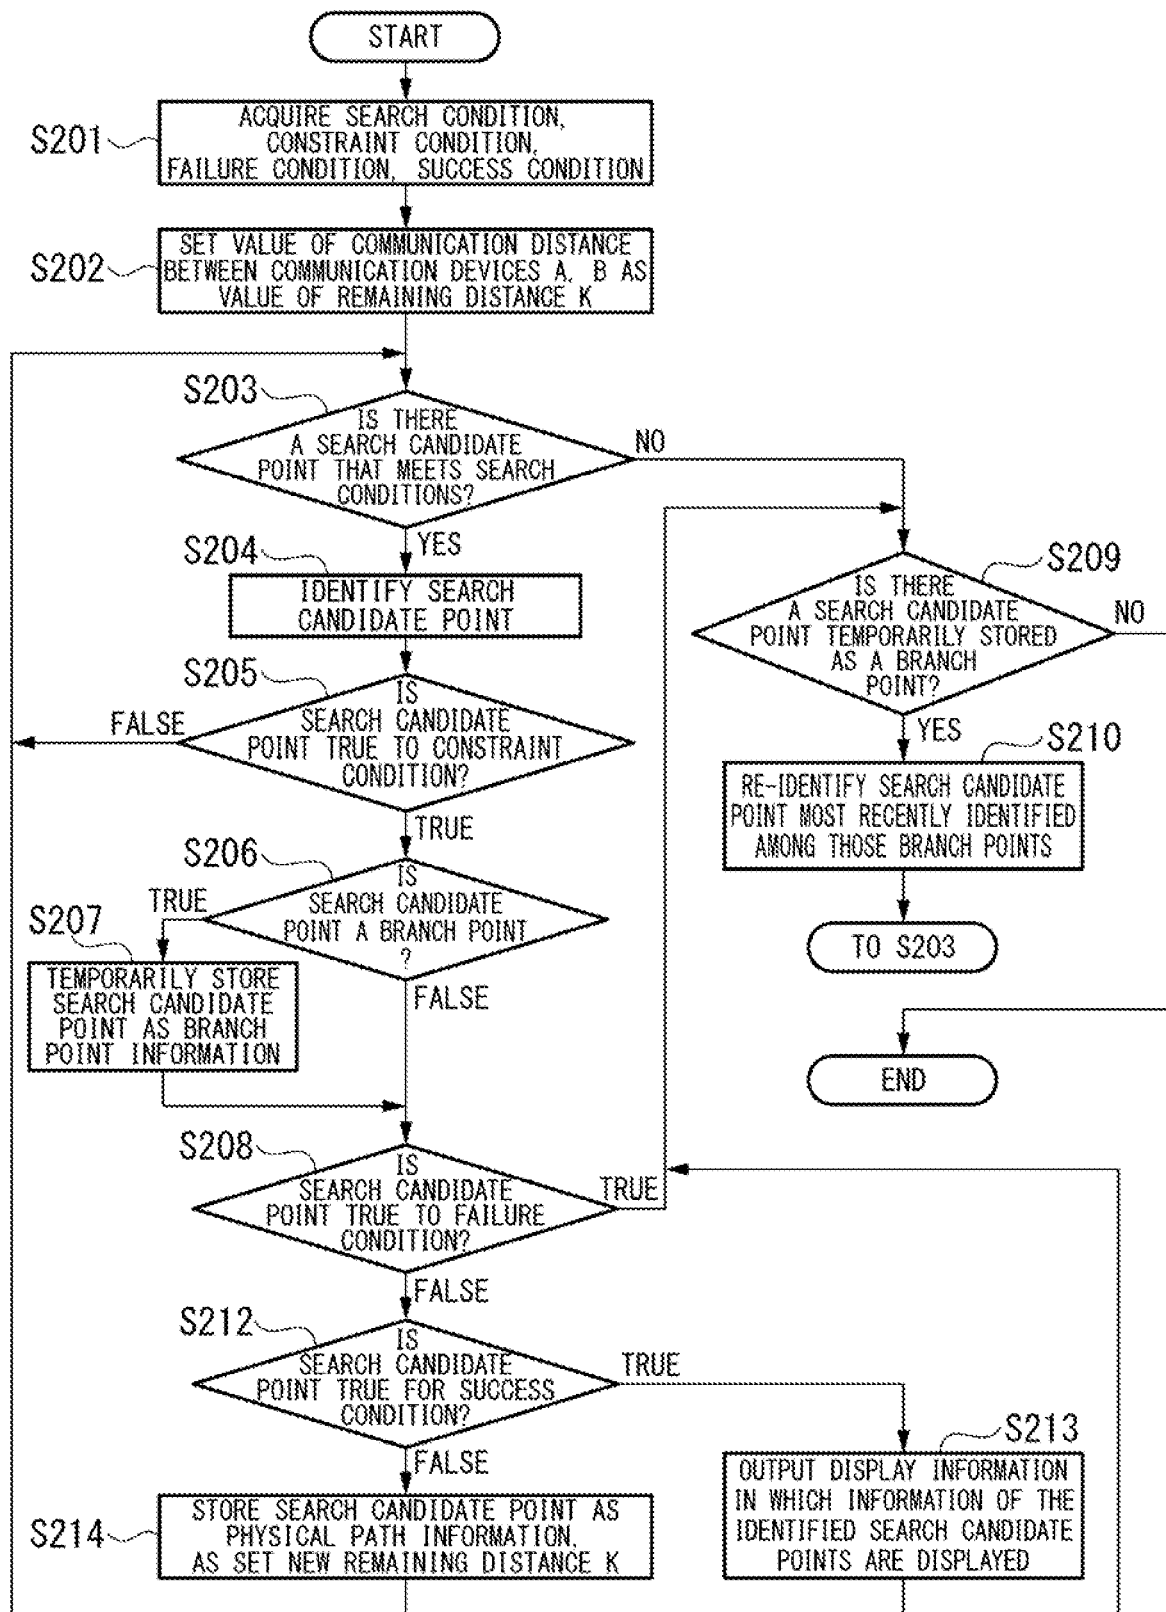 START
S201
ACQUIRE SEARCH CONDITION,
CONSTRAINT CONDITION,
FAILURE CONDITION, SUCCESS CONDITION
S202
SET VALUE OF COMMUNICATION DISTANCE
BETWEEN COMMUNICATION DEVICES A, B AS
VALUE OF REMAINING DISTANCE K
S203
IS THERE
A SEARCH CANDIDATE
POINT THAT MEETS SEARCH
CONDITIONS?
NO
YES
S204
IDENTIFY SEARCH
CANDIDATE POINT
S205
IS
SEARCH CANDIDATE
POINT TRUE TO CONSTRAINT
CONDITION?
FALSE
TRUE
S206
IS
SEARCH CANDIDATE
POINT A BRANCH POINT
?
TRUE
FALSE
S207
TEMPORARILY STORE
SEARCH CANDIDATE
POINT AS BRANCH
POINT INFORMATION
S208
IS
SEARCH CANDIDATE
POINT TRUE TO FAILURE
CONDITION?
TRUE
FALSE
S209
IS THERE
A SEARCH CANDIDATE
POINT TEMPORARILY STORED
AS A BRANCH
POINT?
NO
YES
S210
RE-IDENTIFY SEARCH CANDIDATE
POINT MOST RECENTLY IDENTIFIED
AMONG THOSE BRANCH POINTS
TO S203
END
S212
IS
SEARCH CANDIDATE
POINT TRUE FOR SUCCESS
CONDITION?
TRUE
FALSE
S213
OUTPUT DISPLAY INFORMATION
IN WHICH INFORMATION OF THE
IDENTIFIED SEARCH CANDIDATE
POINTS ARE DISPLAYED
S214
STORE SEARCH CANDIDATE POINT AS
PHYSICAL PATH INFORMATION,
AS SET NEW REMAINING DISTANCE K